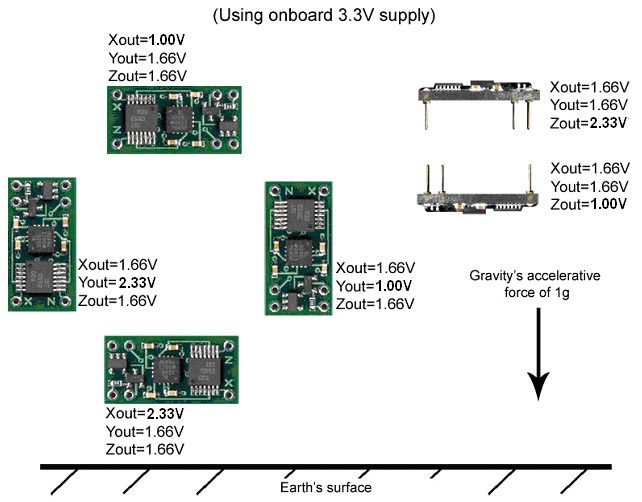 (Using onboard 3.3V supply)
Xout=1.00V
Yout=1.66V
Zout=1.66V
X
N
Xout=1.66V
Yout=1.66V
Zout=2.33V
Xout=1.66V
Yout=1.66V
Zout=1.00V
N X
Xout=1.66V
Yout=2.33V
Zout=1.66V
X N
N X
Xout=1.66V
Yout=1.00V
Zout=1.66V
Gravity's accelerative
force of 1g
N
X
Xout=2.33V
Yout=1.66V
Zout=1.66V
Earth's surface